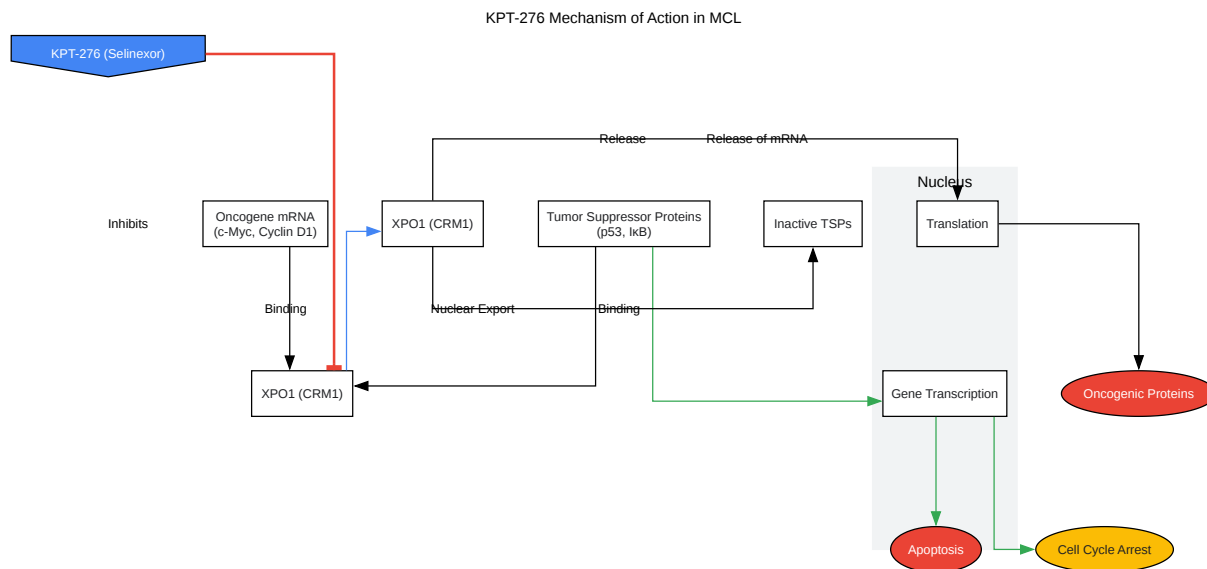 KPT-276 Mechanism of Action in MCL
KPT-276 (Selinexor)
Release
Release of mRNA
Nucleus
Inhibits
Oncogene mRNA
(c-Myc, Cyclin D1)
XPO1 (CRM1)
Tumor Suppressor Proteins
(p53, IκB)
Inactive TSPs
Translation
Binding
Nuclear Export
Binding
XPO1 (CRM1)
Gene Transcription
Oncogenic Proteins
Apoptosis
Cell Cycle Arrest